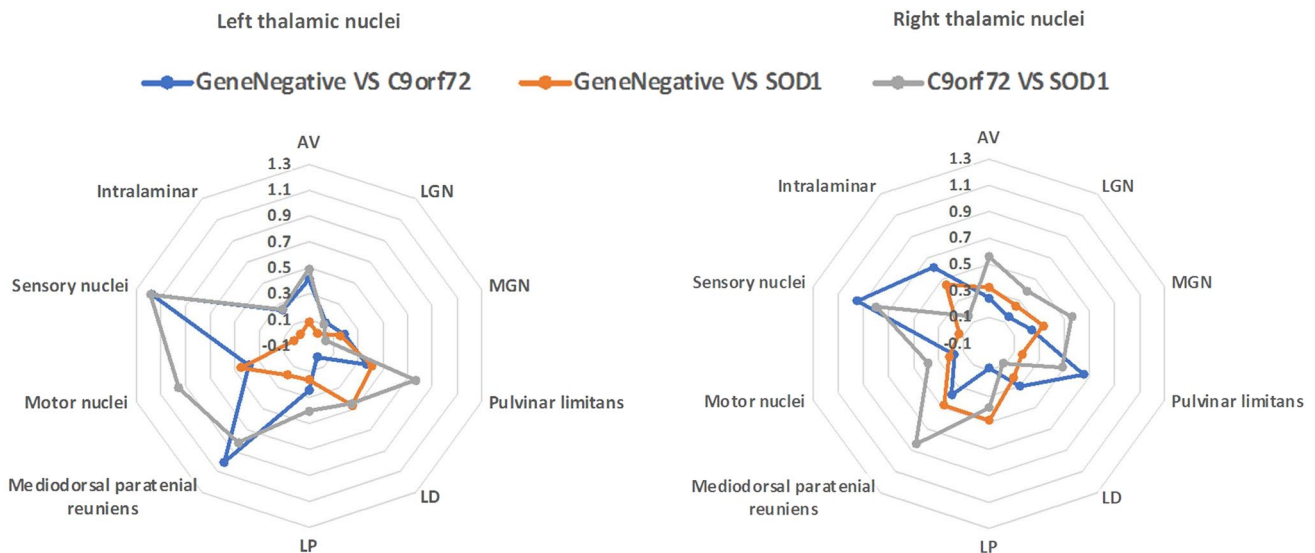 Left thalamic nuclei
Right thalamic nuclei
GeneNegative VS C9orf72
GeneNegative VS SOD1
C9orf72 VS SOD1
AV
1.3
1.1
0.9
0.7
0.5
0.3
0.1
-0.1
LGN
MGN
Pulvinar limitans
LD
LP
Mediodorsal paratenial
reuniens
Motor nuclei
Sensory nuclei
Intralaminar
AV
1.3
1.1
0.9
0.7
0.5
0.3
0.1
-0.1
LGN
MGN
Pulvinar limitans
LD
LP
Mediodorsal paratenial
reuniens
Motor nuclei
Sensory nuclei
Intralaminar